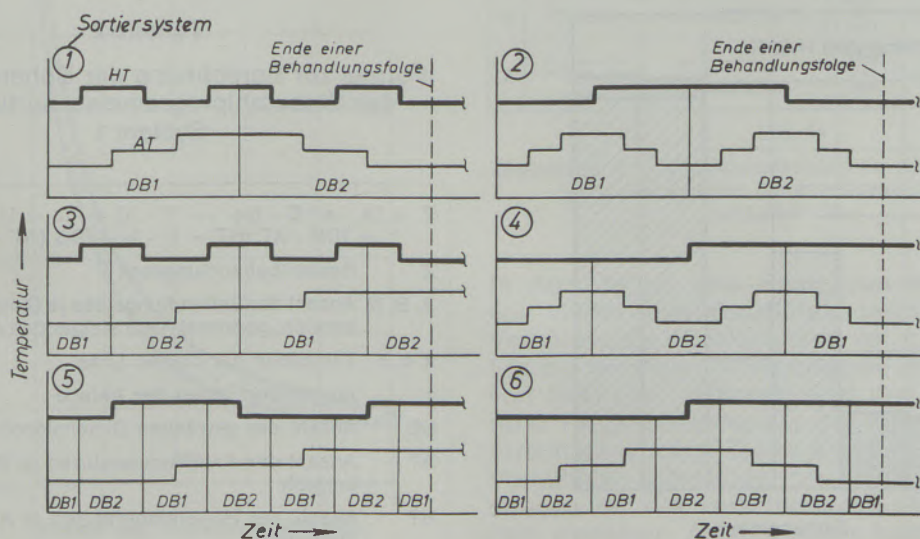 Sortiersystem
1
HT
AT
DB1
DB2
Ende einer
Behandlungsfolge
2
Ende einer
Behandlungsfolge
DB1
DB2
3
DB1
DB2
DB1
DB2
4
DB1
DB2
DB1
5
DB1
DB2
DB1
DB2
DB1
DB2
DB1
6
DB1
DB2
DB1
DB2
DB1
DB2
DB1
Temperatur
Zeit
Zeit